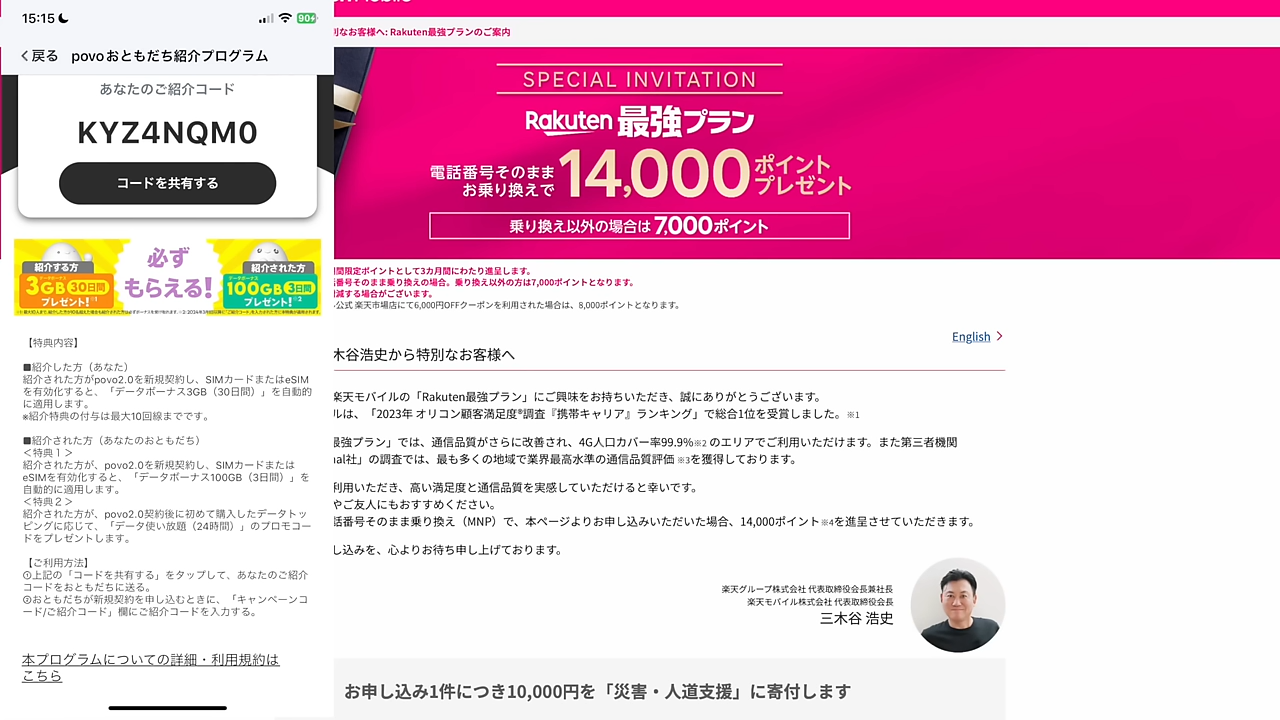 15:15
90
戻る
povoおともだち紹介プログラム
あなたのご紹介コード
KYZ4NQM0
コードを共有する
紹介する方
データボーナス
3GB 30日間
プレゼント!※1
必ず
もらえる!
紹介された方
データボーナス
100GB 3日間
プレゼント!※2
【特典内容】
■紹介した方（あなた）
紹介された方がpovo2.0を新規契約し、SIMカードまたはeSIM
を有効化すると、「データボーナス3GB（30日間）」を自動的
に適用します。
※紹介特典の付与は最大10回線までです。
■紹介された方（あなたのおともだち）
＜特典１＞
紹介された方が、povo2.0を新規契約し、SIMカードまたは
eSIMを有効化すると、「データボーナス100GB（3日間）」を
自動的に適用します。
＜特典２＞
紹介された方が、povo2.0契約後に初めて購入したデータトッ
ピングに応じて、「データ使い放題（24時間）」のプロモコー
ドをプレゼントします。
【ご利用方法】
①上記の「コードを共有する」をタップして、あなたのご紹介
コードをおともだちに送る。
②おともだちが新規契約を申し込むときに、「キャンペーンコ
ード/ご紹介コード」欄にご紹介コードを入力する。
本プログラムについての詳細・利用規約は
こちら
別なお客様へ: Rakuten最強プランのご案内
SPECIAL INVITATION
Rakuten 最強プラン
電話番号そのまま
お乗り換えで
14,000
ポイント
プレゼント
乗り換え以外の場合は 7,000ポイント
間限定ポイントとして3カ月間にわたり進呈します。
番号そのまま乗り換えの場合。乗り換え以外の方は7,000ポイントとなります。
減する場合がございます。
公式 楽天市場店にて6,000円OFFクーポンを利用された場合は、8,000ポイントとなります。
English
木谷浩史から特別なお客様へ
楽天モバイルの「Rakuten最強プラン」にご興味をお持ちいただき、誠にありがとうございます。
ルは、「2023年 オリコン顧客満足度®調査『携帯キャリア』ランキング」で総合1位を受賞しました。※1
最強プラン」では、通信品質がさらに改善され、4G人口カバー率99.9%※2 のエリアでご利用いただけます。また第三者機関
nal社」の調査では、最も多くの地域で業界最高水準の通信品質評価 ※3を獲得しております。
利用いただき、高い満足度と通信品質を実感していただけると幸いです。
やご友人にもおすすめください。
話番号そのまま乗り換え（MNP）で、本ページよりお申し込みいただいた場合、14,000ポイント※4を進呈させていただきます。
し込みを、心よりお待ち申し上げております。
楽天グループ株式会社 代表取締役会長兼社長
楽天モバイル株式会社 代表取締役会長
三木谷 浩史
お申し込み1件につき10,000円を「災害・人道支援」に寄付します